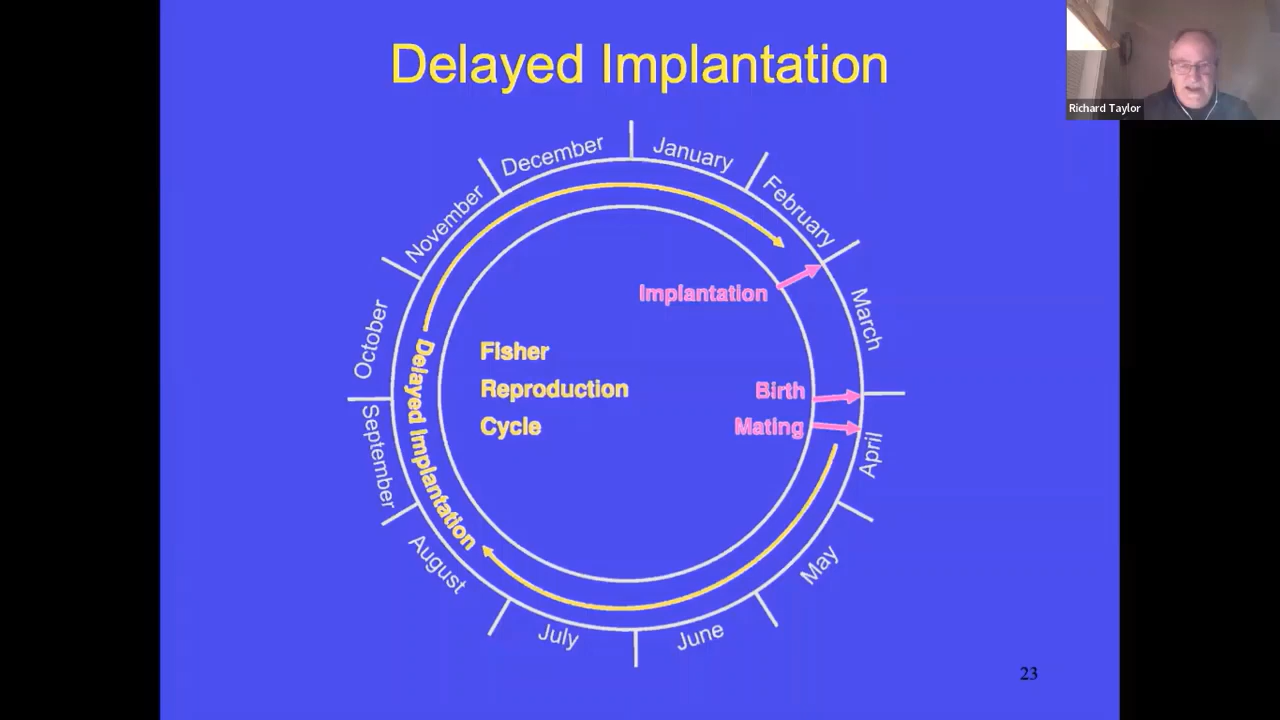 Delayed Implantation
Richard Taylor
December
January
November
February
Implantation
October
March
Fisher
Reproduction
Cycle
Birth
Mating
Delayed Implantation
September
April
August
May
July
June
23